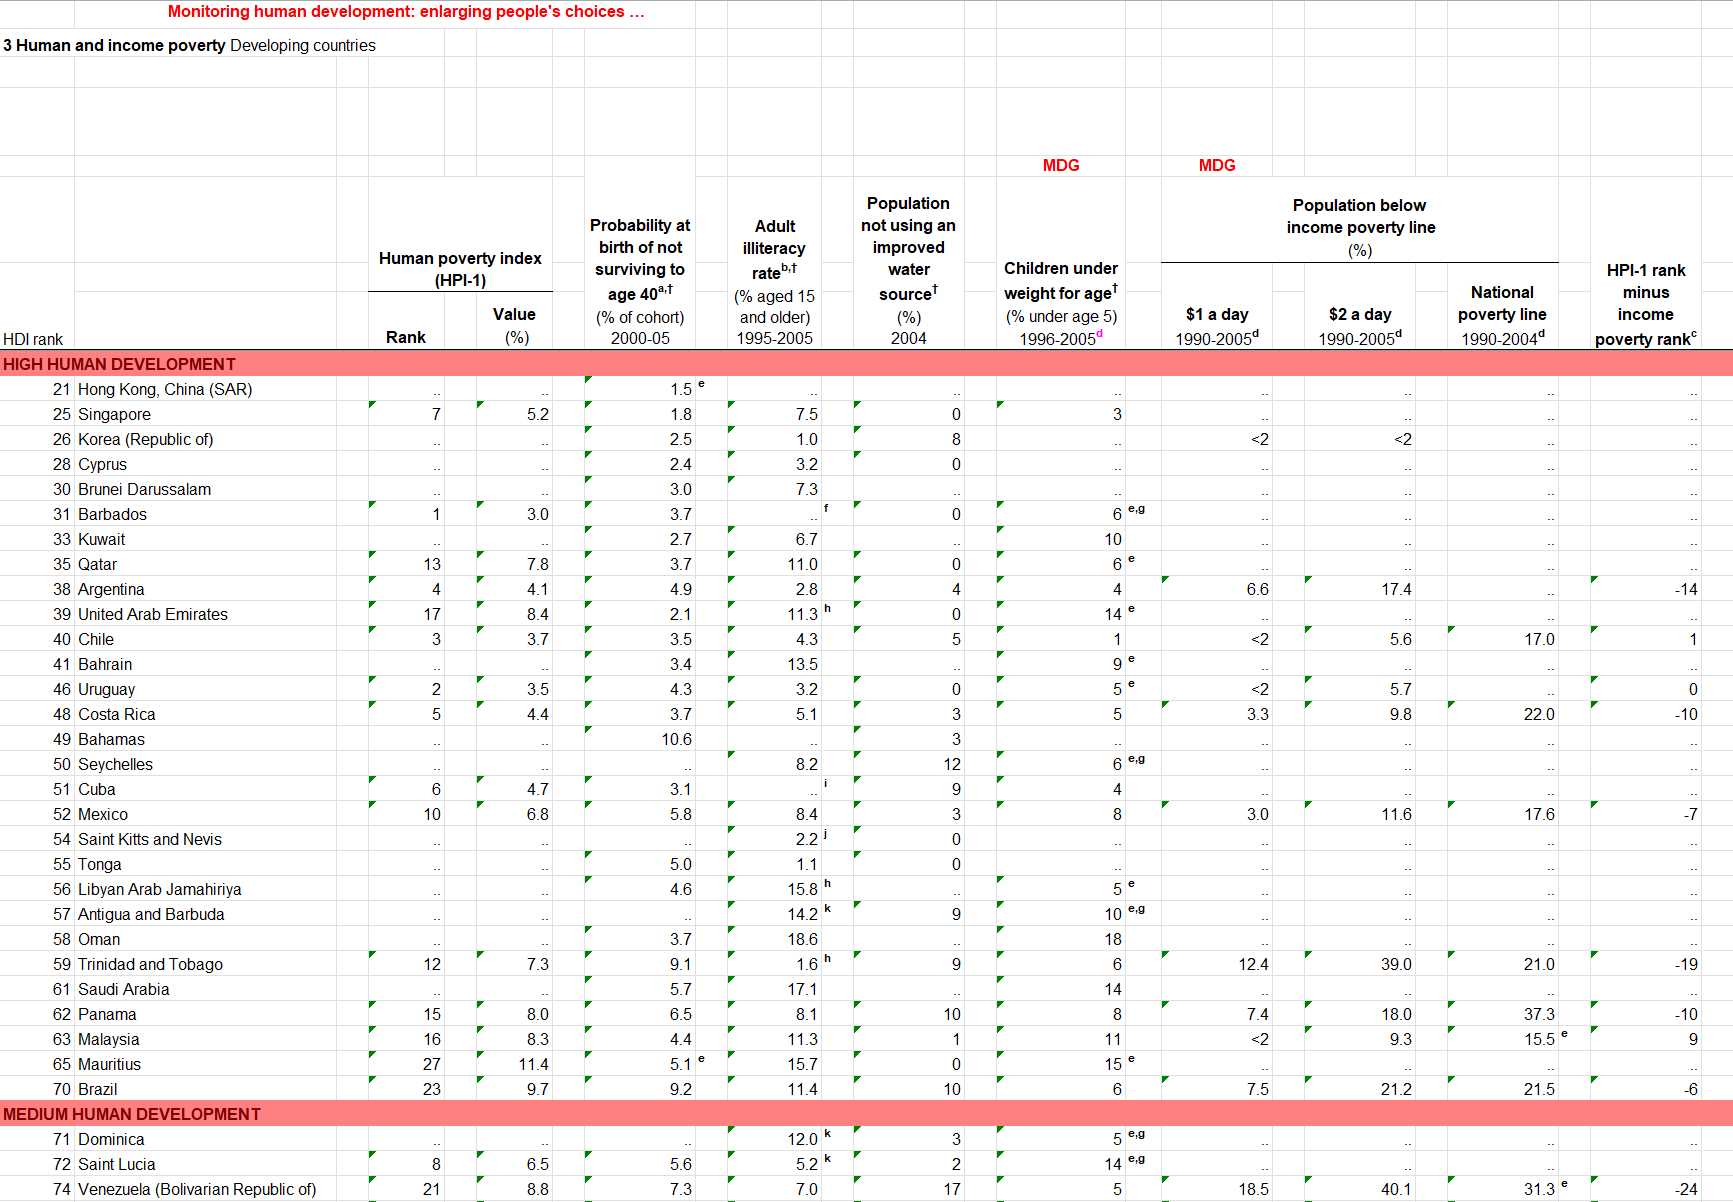 Monitoring human development: enlarging people's choices …
3 Human and income poverty Developing countries
MDG MDG
HDI rank
Human poverty index
(HPI-1)
Rank
Value
(%)
Probability at
birth of not
surviving to
age 40a,†
(% of cohort)
2000-05
Adult
illiteracy
rateb,†
(% aged 15
and older)
1995-2005
Population
not using an
improved
water
source†
(%)
2004
Children under
weight for age†
(% under age 5)
1996-2005d
Population below
income poverty line
(%)
$1 a day
1990-2005d
$2 a day
1990-2005d
National
poverty line
1990-2004d
HPI-1 rank
minus
income
poverty rankc
HIGH HUMAN DEVELOPMENT
21 Hong Kong, China (SAR) .. .. 1.5 e .. .. .. .. .. .. ..
25 Singapore 7 5.2 1.8 7.5 0 3 .. .. .. ..
26 Korea (Republic of) .. .. 2.5 1.0 8 .. <2 <2 .. ..
28 Cyprus .. .. 2.4 3.2 0 .. .. .. .. ..
30 Brunei Darussalam .. .. 3.0 7.3 .. .. .. .. .. ..
31 Barbados 1 3.0 3.7 .. f 0 6 e,g .. .. .. ..
33 Kuwait .. .. 2.7 6.7 .. 10 .. .. .. ..
35 Qatar 13 7.8 3.7 11.0 0 6 e .. .. .. ..
38 Argentina 4 4.1 4.9 2.8 4 4 6.6 17.4 .. -14
39 United Arab Emirates 17 8.4 2.1 11.3 h 0 14 e .. .. .. ..
40 Chile 3 3.7 3.5 4.3 5 1 <2 5.6 17.0 1
41 Bahrain .. .. 3.4 13.5 .. 9 e .. .. .. ..
46 Uruguay 2 3.5 4.3 3.2 0 5 e <2 5.7 .. 0
48 Costa Rica 5 4.4 3.7 5.1 3 5 3.3 9.8 22.0 -10
49 Bahamas .. .. 10.6 .. 3 .. .. .. .. ..
50 Seychelles .. .. .. 8.2 12 6 e,g .. .. .. ..
51 Cuba 6 4.7 3.1 .. i 9 4 .. .. .. ..
52 Mexico 10 6.8 5.8 8.4 3 8 3.0 11.6 17.6 -7
54 Saint Kitts and Nevis .. .. .. 2.2 j 0 .. .. .. .. ..
55 Tonga .. .. 5.0 1.1 0 .. .. .. .. ..
56 Libyan Arab Jamahiriya .. .. 4.6 15.8 h .. 5 e .. .. .. ..
57 Antigua and Barbuda .. .. .. 14.2 k 9 10 e,g .. .. .. ..
58 Oman .. .. 3.7 18.6 .. 18 .. .. .. ..
59 Trinidad and Tobago 12 7.3 9.1 1.6 h 9 6 12.4 39.0 21.0 -19
61 Saudi Arabia .. .. 5.7 17.1 .. 14 .. .. .. ..
62 Panama 15 8.0 6.5 8.1 10 8 7.4 18.0 37.3 -10
63 Malaysia 16 8.3 4.4 11.3 1 11 <2 9.3 15.5 e 9
65 Mauritius 27 11.4 5.1 e 15.7 0 15 e .. .. .. ..
70 Brazil 23 9.7 9.2 11.4 10 6 7.5 21.2 21.5 -6
MEDIUM HUMAN DEVELOPMENT
71 Dominica .. .. .. 12.0 k 3 5 e,g .. .. .. ..
72 Saint Lucia 8 6.5 5.6 5.2 k 2 14 e,g .. .. .. ..
74 Venezuela (Bolivarian Republic of) 21 8.8 7.3 7.0 17 5 18.5 40.1 31.3 e -24